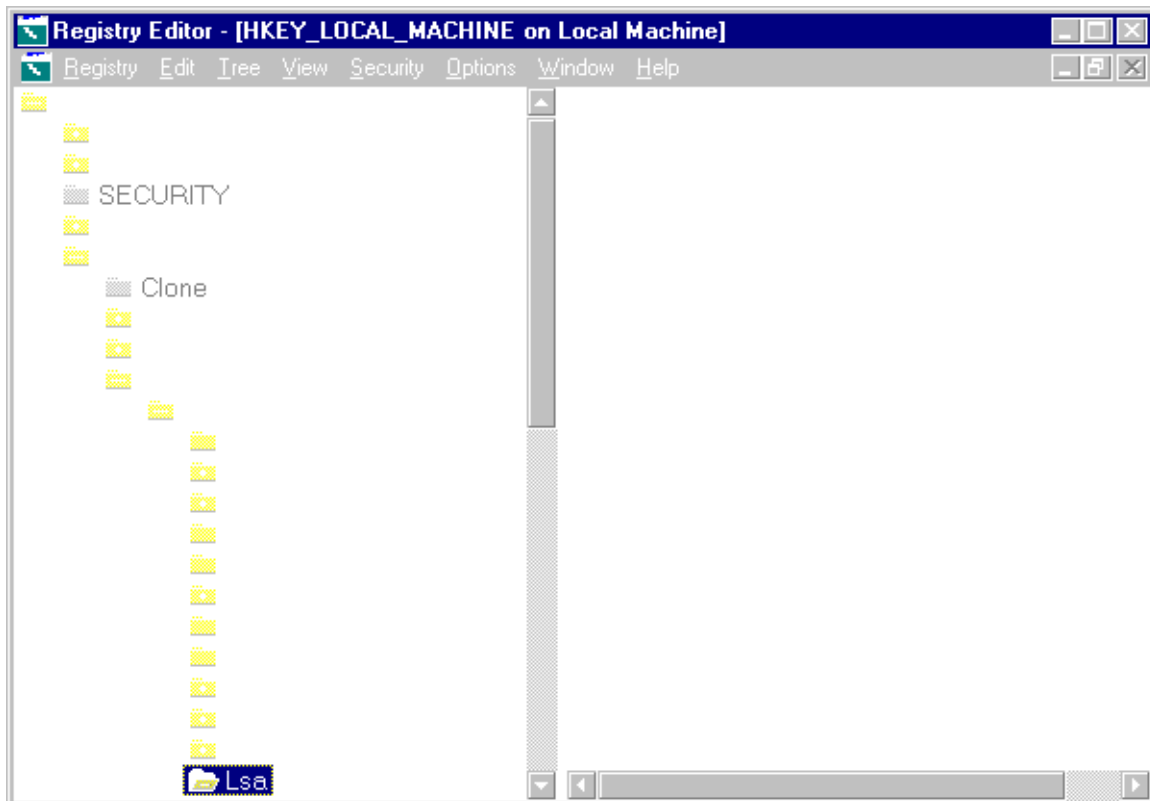 Registry Editor - [HKEY_LOCAL_MACHINE on Local Machine]
Registry Edit Tree View Security Options Window Help
SECURITY
Clone
Lsa